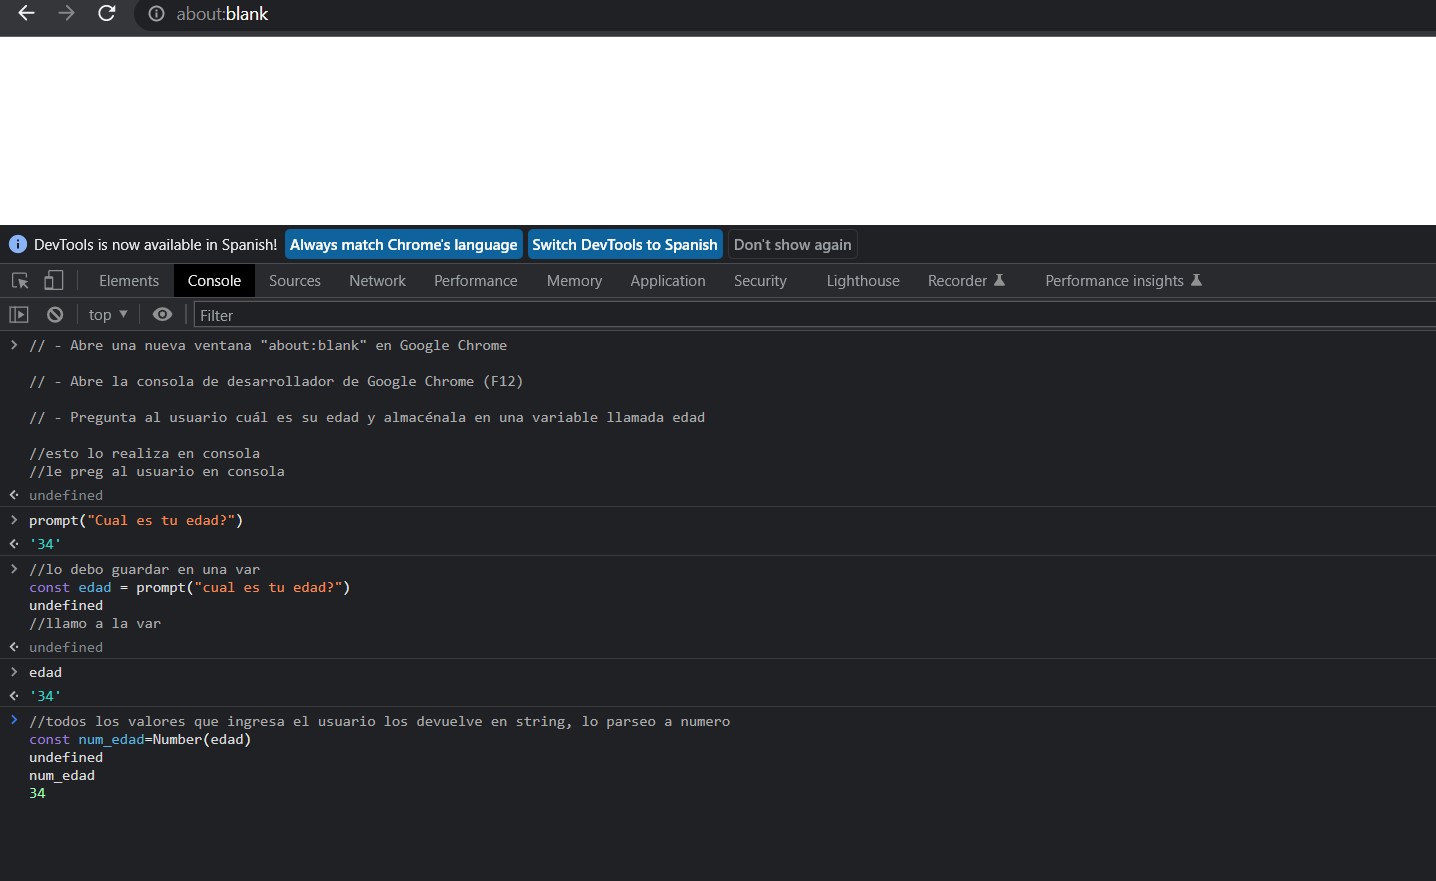 about:blank
DevTools is now available in Spanish! Always match Chrome's language Switch DevTools to Spanish Don't show again
Elements Console Sources Network Performance Memory Application Security Lighthouse Recorder Performance insights
top Filter
// - Abre una nueva ventana "about:blank" en Google Chrome
// - Abre la consola de desarrollador de Google Chrome (F12)
// - Pregunta al usuario cuál es su edad y almacénala en una variable llamada edad
//esto lo realiza en consola
//le preg al usuario en consola
undefined
prompt("Cual es tu edad?")
'34'
//lo debo guardar en una var
const edad = prompt("cual es tu edad?")
undefined
//llamo a la var
undefined
edad
'34'
//todos los valores que ingresa el usuario los devuelve en string, lo parseo a numero
const num_edad=Number(edad)
undefined
num_edad
34